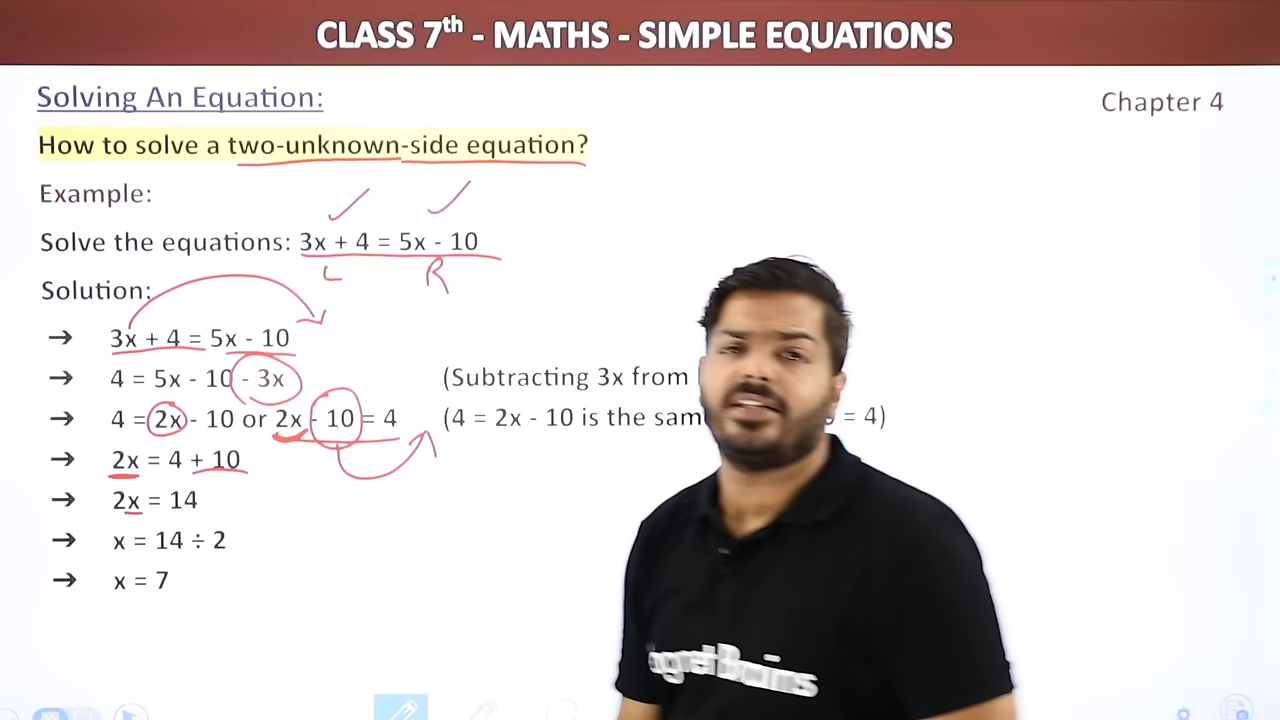 CLASS 7th - MATHS - SIMPLE EQUATIONS
Solving An Equation:
Chapter 4
How to solve a two-unknown-side equation?
Example:
Solve the equations: 3x + 4 = 5x - 10
L R
Solution:
→ 3x + 4 = 5x - 10
→ 4 = 5x - 10 - 3x (Subtracting 3x from
→ 4 = 2x - 10 or 2x - 10 = 4 (4 = 2x - 10 is the sam = 4)
→ 2x = 4 + 10
→ 2x = 14
→ x = 14 ÷ 2
→ x = 7